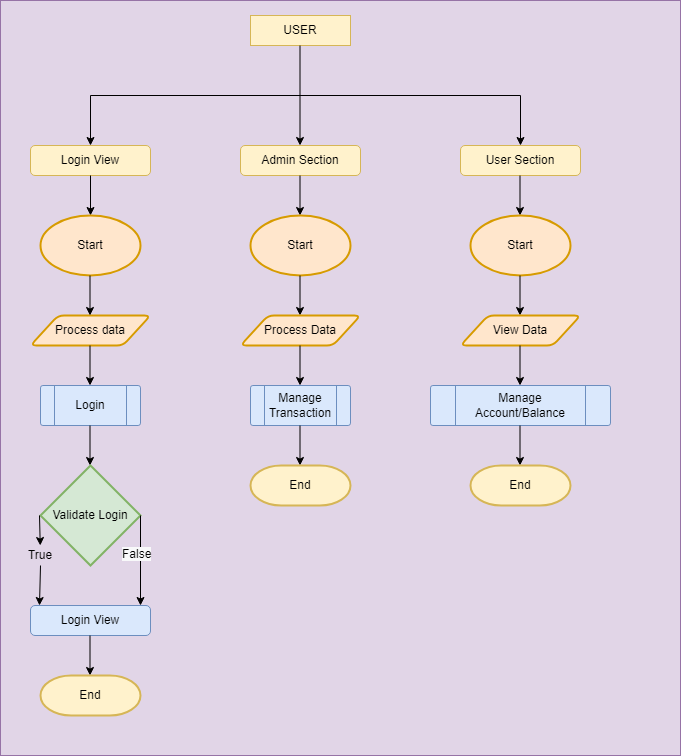 USER
Login View
Admin Section
User Section
Start
Start
Start
Process data
Process Data
View Data
Login
Manage
Transaction
Manage
Account/Balance
Validate Login
End
End
True
False
Login View
End